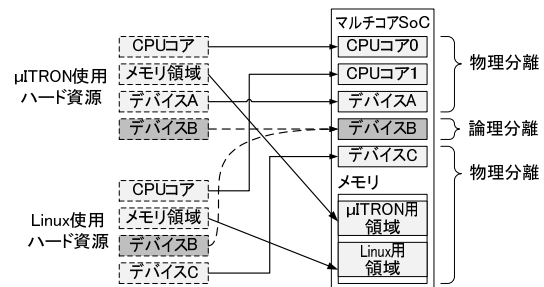 マルチコアSoC
CPUコア
メモリ領域
デバイスA
デバイスB
μITRON使用
ハード資源
CPUコア
メモリ領域
デバイスB
デバイスC
Linux使用
ハード資源
CPUコア0
CPUコア1
デバイスA
デバイスB
デバイスC
メモリ
μITRON用
領域
Linux用
領域
物理分離
論理分離
物理分離